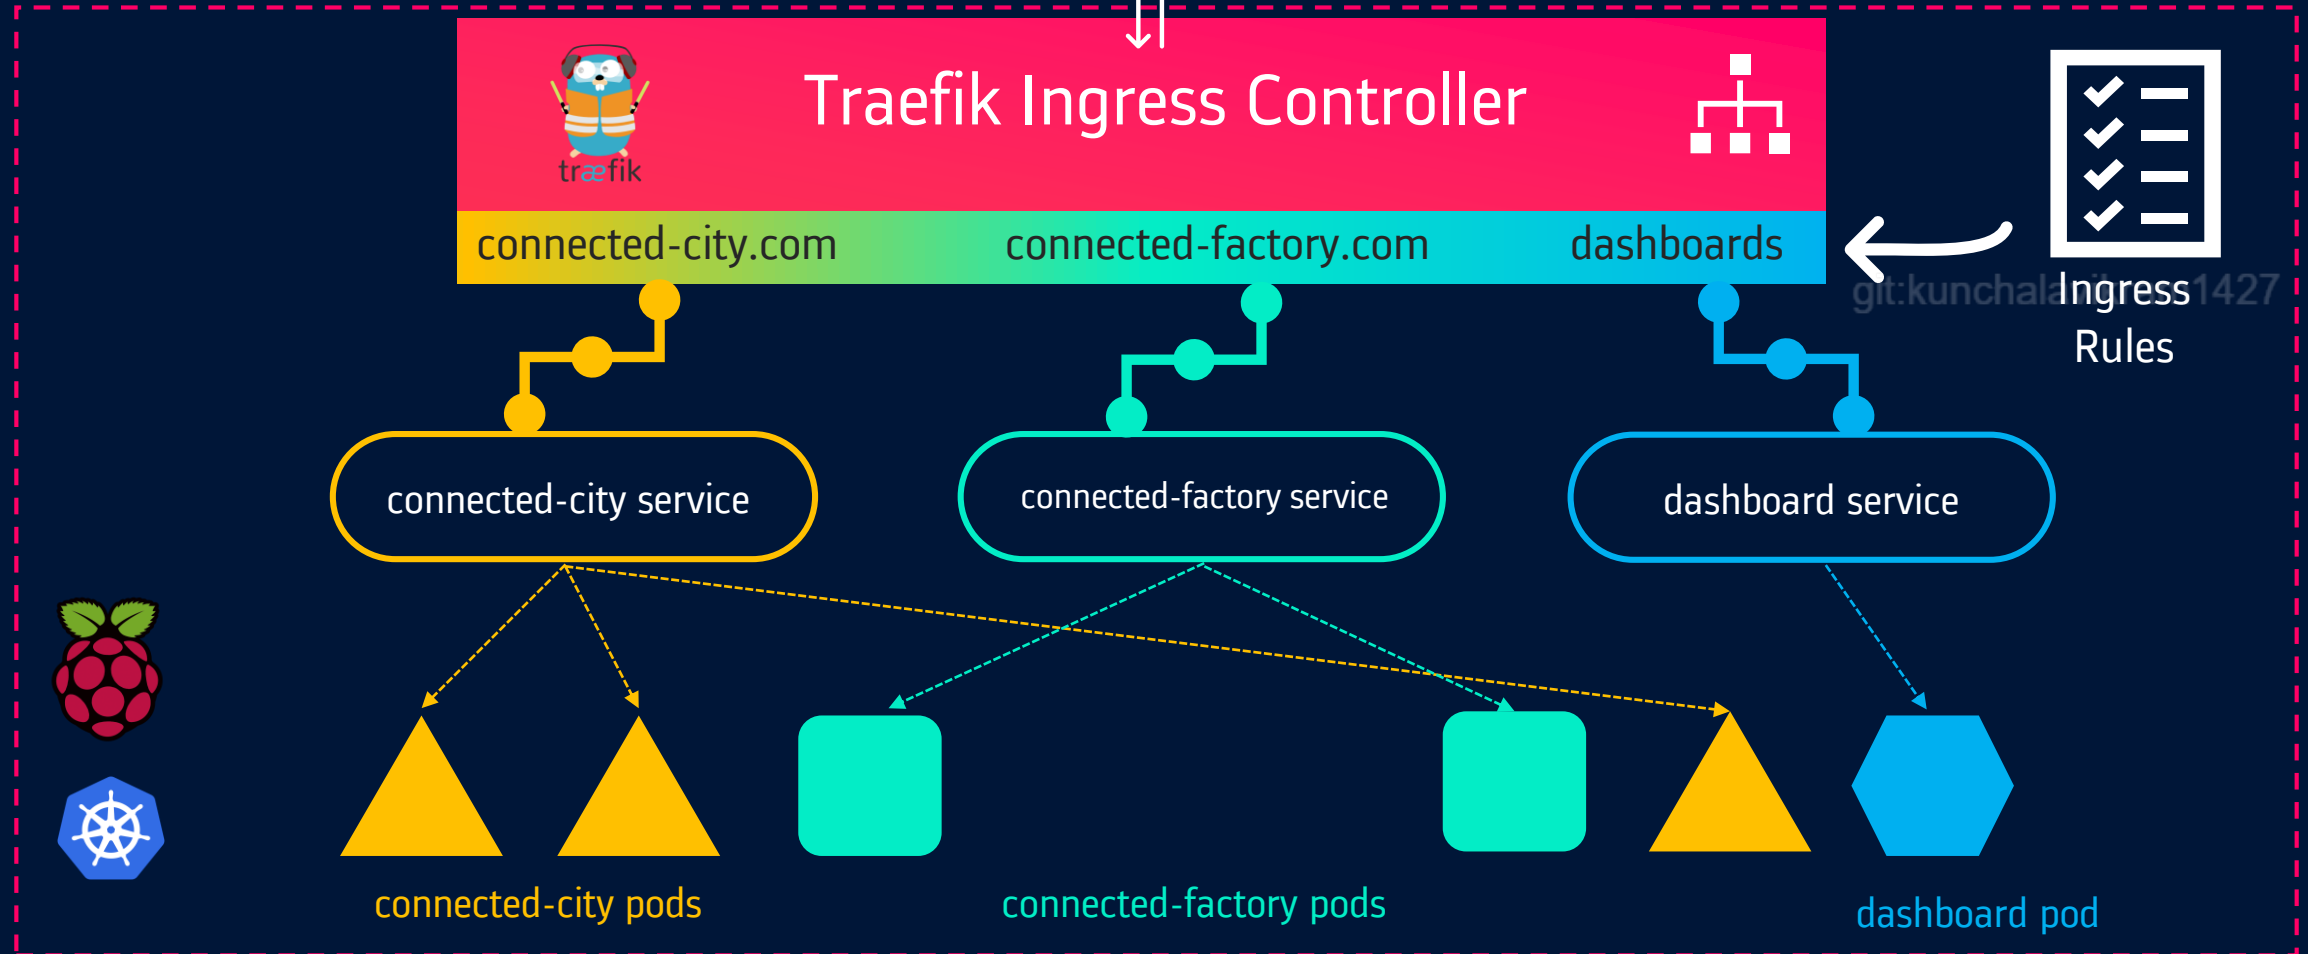 Traefik Ingress Controller
træfik
connected-city.com
connected-factory.com
dashboards
Ingress
Rules
connected-city service
connected-factory service
dashboard service
connected-city pods
connected-factory pods
dashboard pod